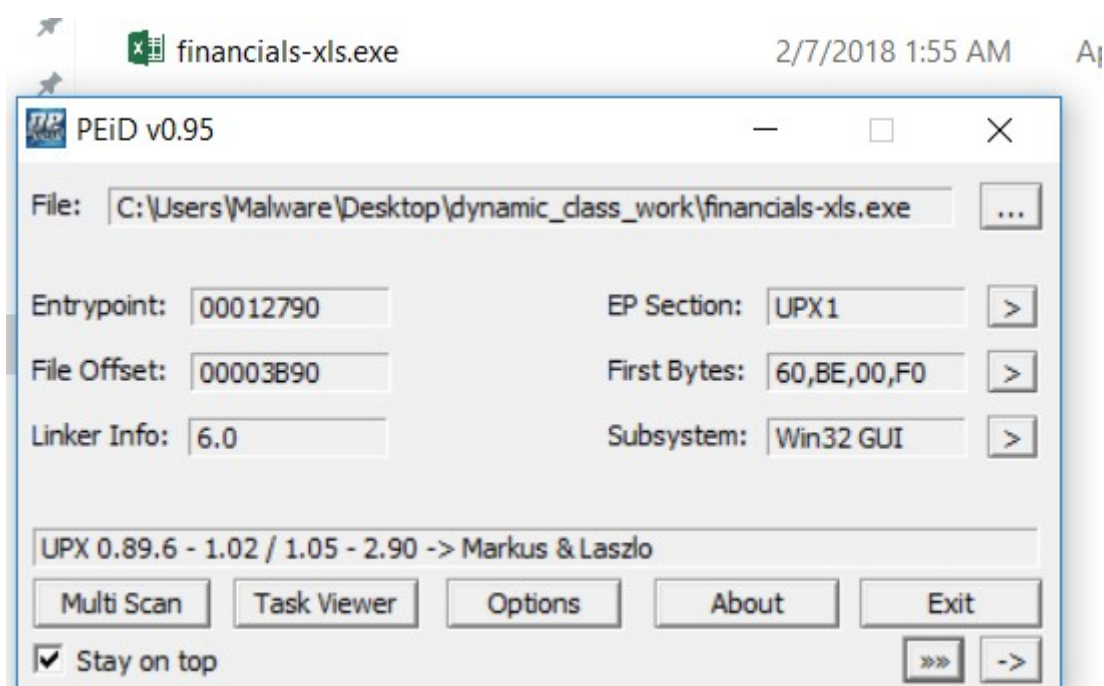 financials-xls.exe 2/7/2018 1:55 AM
PEiD v0.95
File: C:\Users\Malware\Desktop\dynamic_class_work\financials-xls.exe ...
Entrypoint: 00012790 EP Section: UPX1 >
File Offset: 00003B90 First Bytes: 60,BE,00,F0 >
Linker Info: 6.0 Subsystem: Win32 GUI >
UPX 0.89.6 - 1.02 / 1.05 - 2.90 -> Markus & Laszlo
Multi Scan Task Viewer Options About Exit
Stay on top »» ->